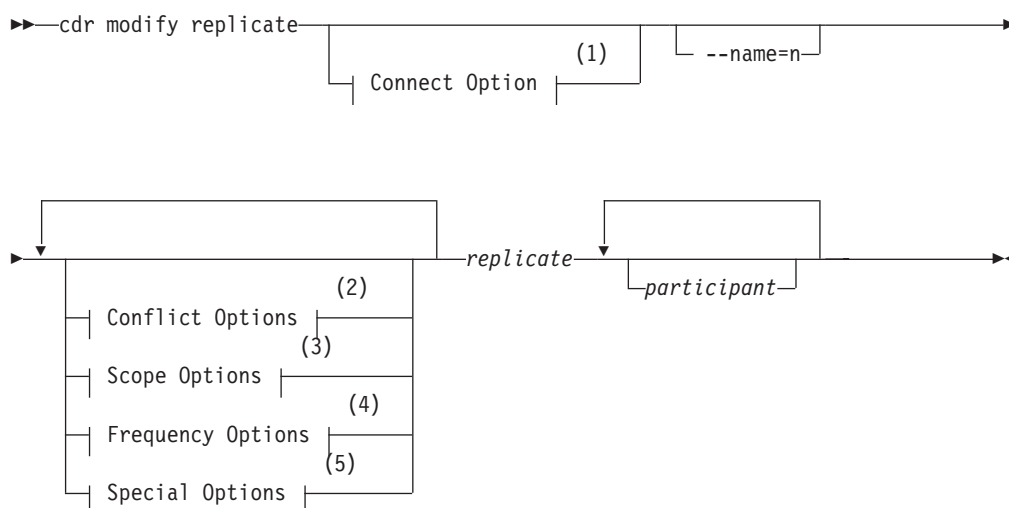 cdr modify replicate
(1)
Connect Option
--name=n
replicate
participant
(2)
Conflict Options
(3)
Scope Options
(4)
Frequency Options
(5)
Special Options